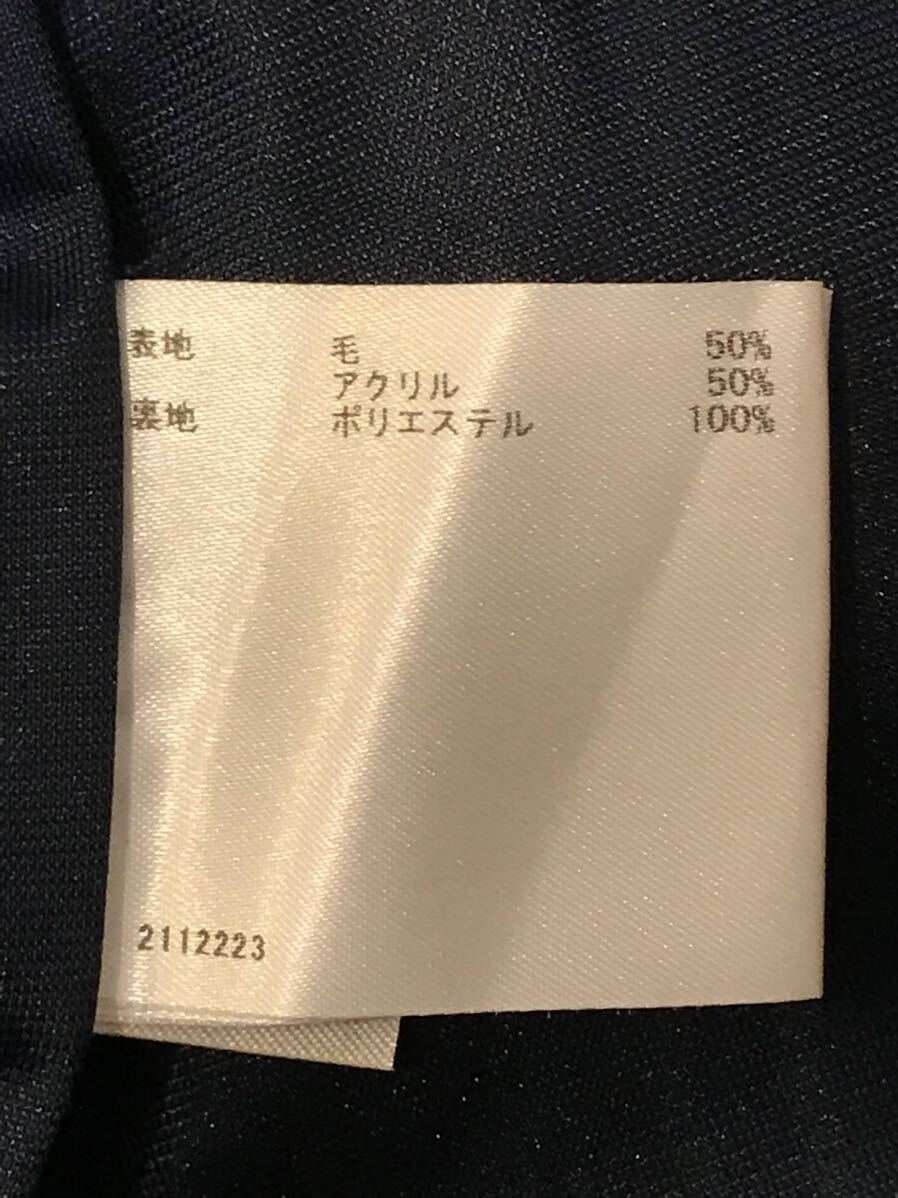 表地 毛 50%
アクリル 50%
裏地 ポリエステル 100%
2112223